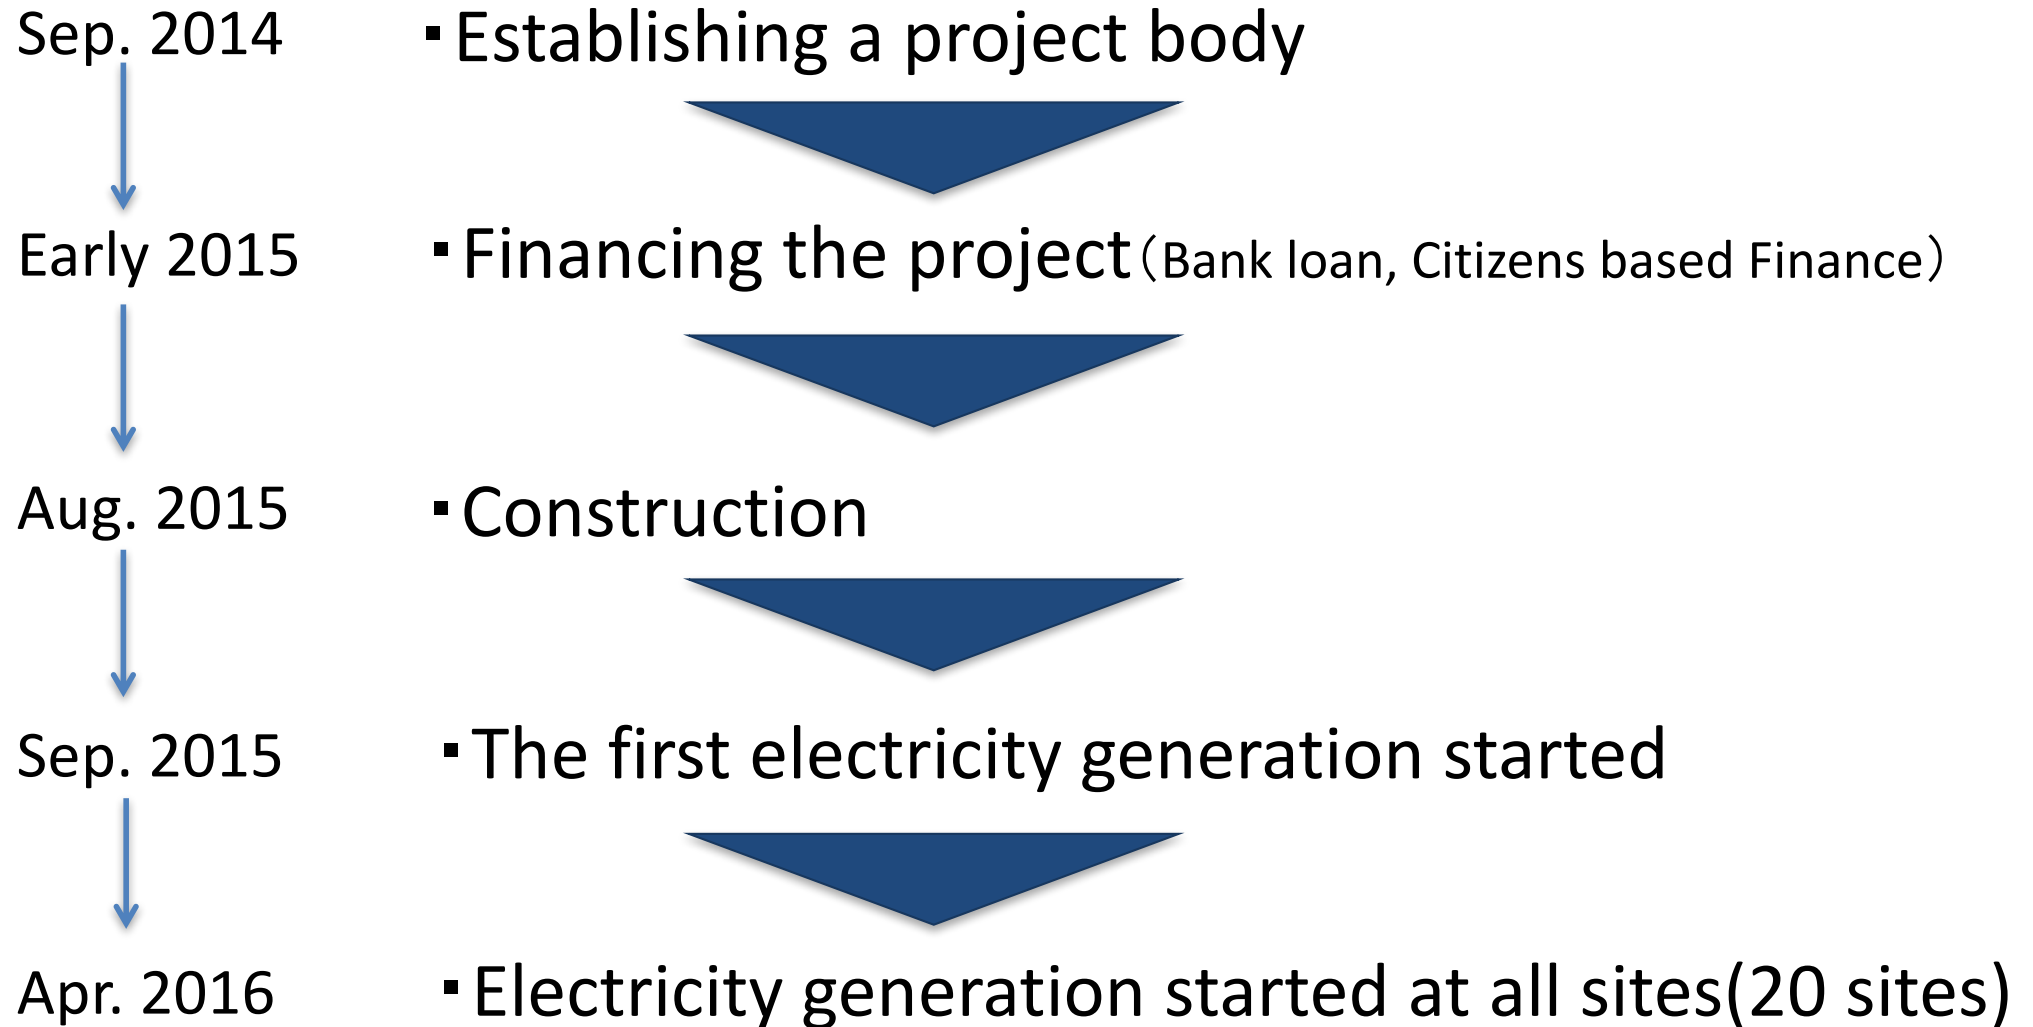 Sep. 2014 ▪Establishing a project body
Early 2015 ▪Financing the project（Bank loan, Citizens based Finance）
Aug. 2015 ▪Construction
Sep. 2015 ▪The first electricity generation started
Apr. 2016 ▪Electricity generation started at all sites(20 sites)